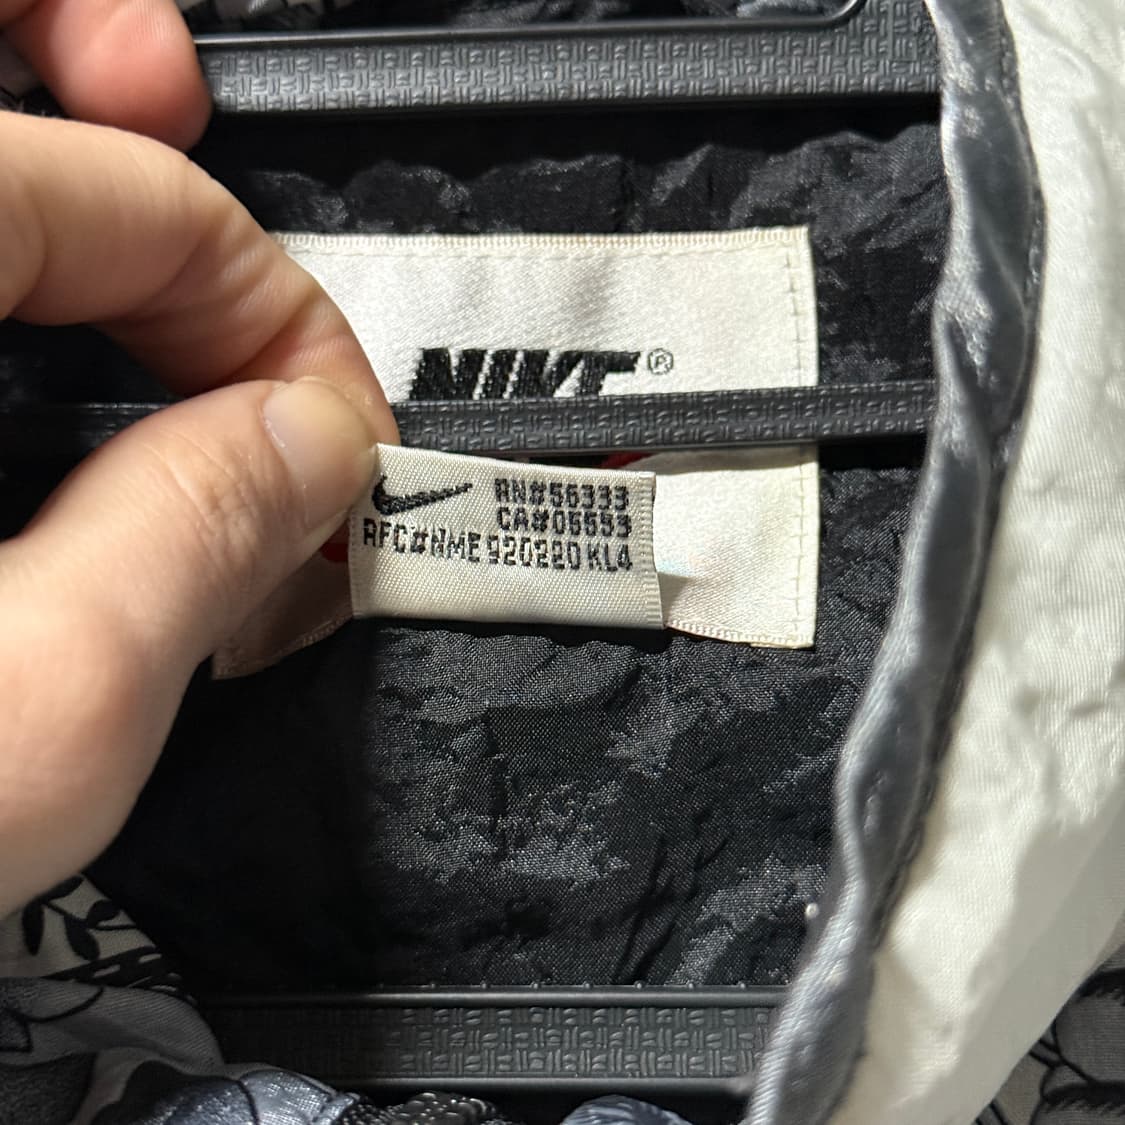 NIKE®
RN#56333
CA#05553
RFC#NME 920220 KL4